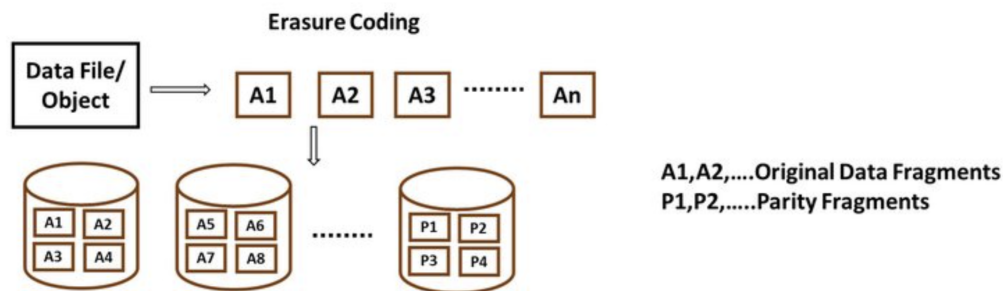 Erasure Coding
Data File/
Object
A1 A2 A3 ........ An
A1,A2,....Original Data Fragments
P1,P2,.....Parity Fragments
A1 A2 A5 A6 ........ P1 P2
A3 A4 A7 A8 P3 P4